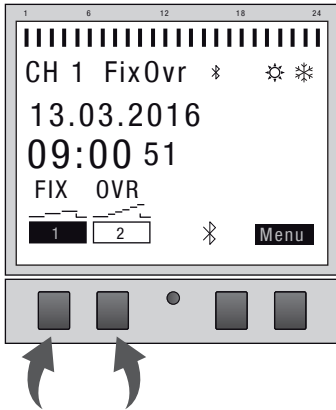 1 6 12 18 24
CH 1 FixOvr
13.03.2016
09:00 51
FIX OVR
1 2 Menu